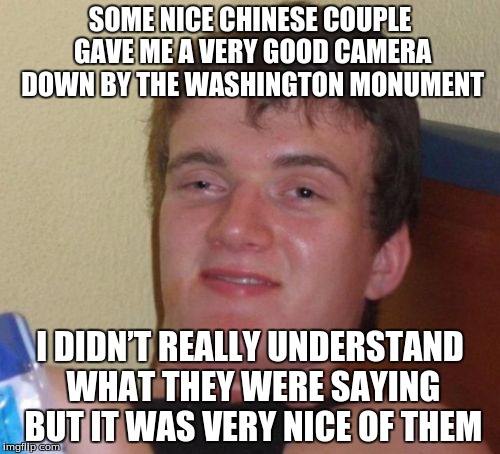 SOME NICE CHINESE COUPLE
GAVE ME A VERY GOOD CAMERA
DOWN BY THE WASHINGTON MONUMENT
I DIDN'T REALLY UNDERSTAND
WHAT THEY WERE SAYING
BUT IT WAS VERY NICE OF THEM
imgflip.com